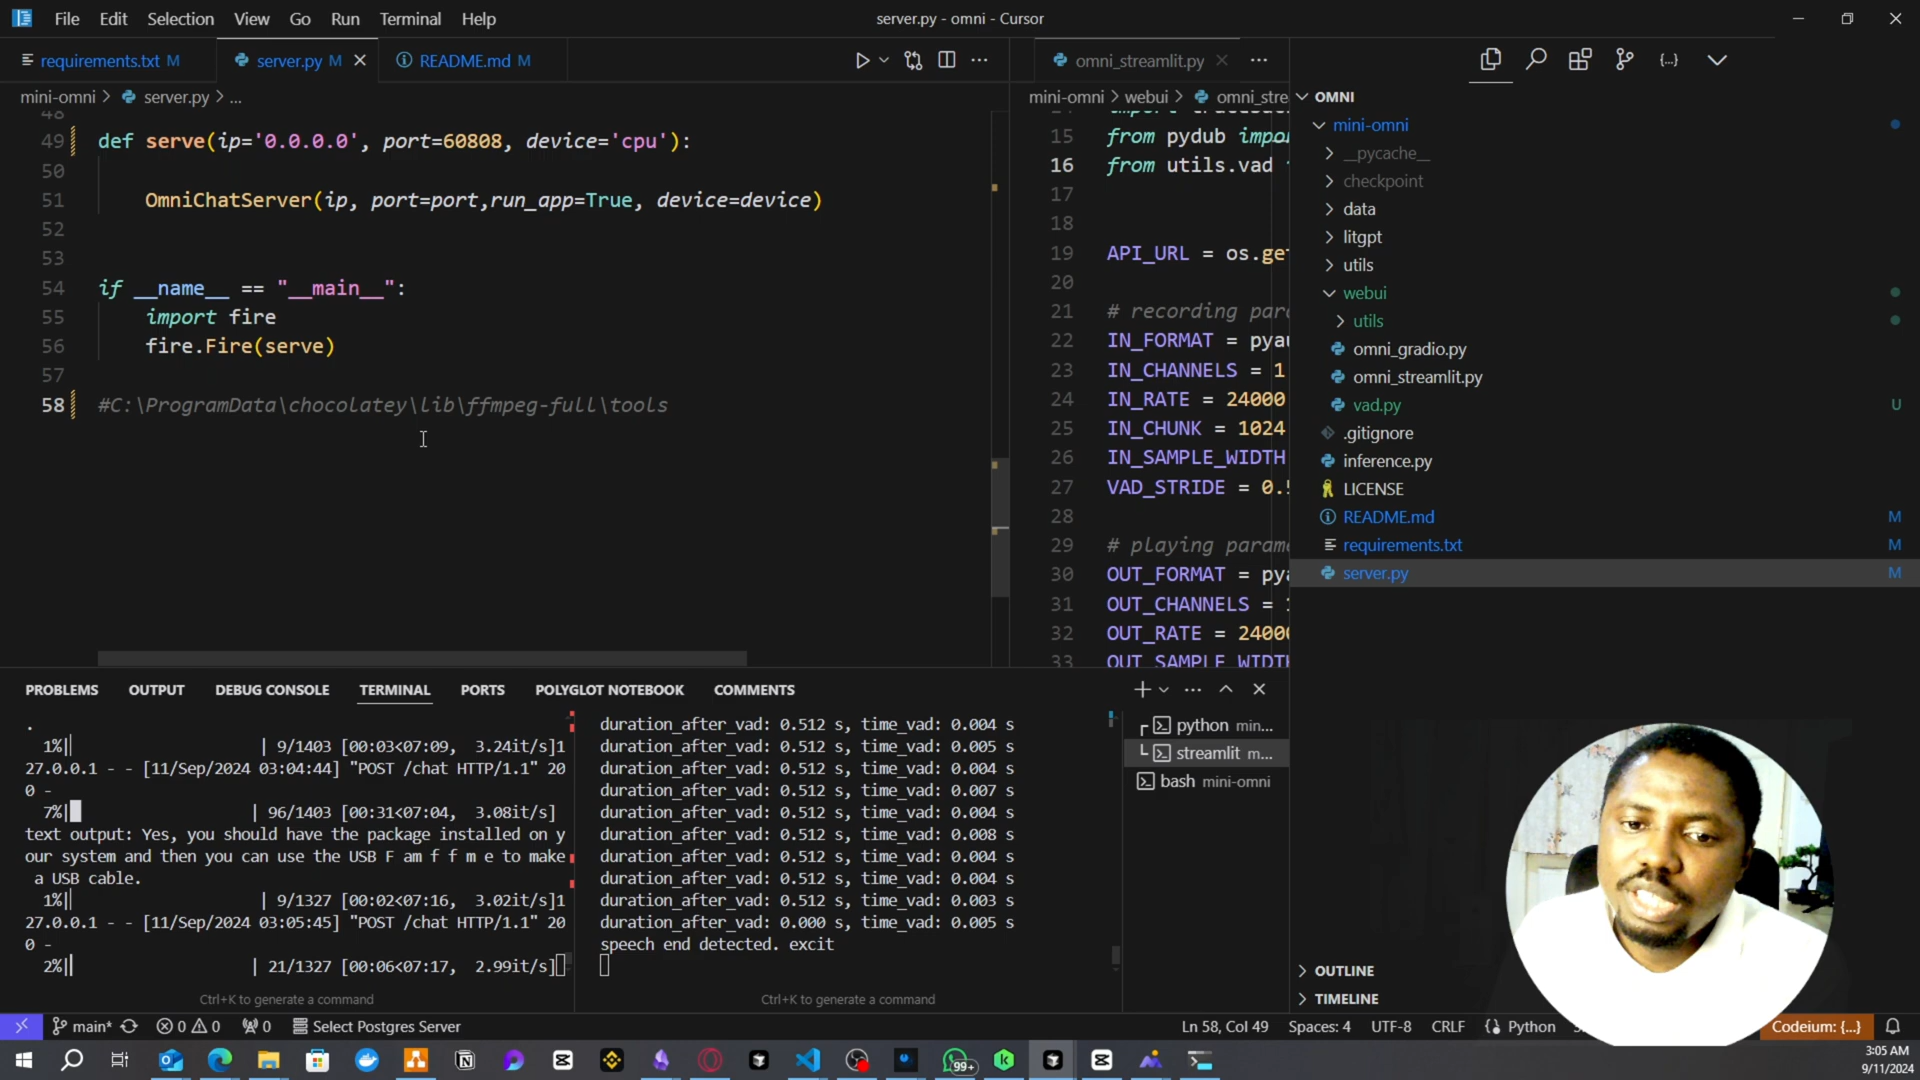 File Edit Selection View Go Run Terminal Help
server.py - omni - Cursor
requirements.txt M
server.py M
README.md M
omni_streamlit.py
mini-omni > server.py > ...
mini-omni > webui > omni_stre
48
49 def serve(ip='0.0.0.0', port=60808, device='cpu'):
50
51 OmniChatServer(ip, port=port,run_app=True, device=device)
52
53
54 if __name__ == "__main__":
55 import fire
56 fire.Fire(serve)
57
58 #C:\ProgramData\chocolatey\lib\ffmpeg-full\tools
15 from pydub impor
16 from utils.vad
17
18
19 API_URL = os.get
20
21 # recording para
22 IN_FORMAT = pyau
23 IN_CHANNELS = 1
24 IN_RATE = 24000
25 IN_CHUNK = 1024
26 IN_SAMPLE_WIDTH
27 VAD_STRIDE = 0.5
28
29 # playing parame
30 OUT_FORMAT = pya
31 OUT_CHANNELS = 1
32 OUT_RATE = 24000
33 OUT_SAMPLE_WIDTH
OMNI
mini-omni
__pycache__
checkpoint
data
litgpt
utils
webui
utils
omni_gradio.py
omni_streamlit.py
vad.py U
.gitignore
inference.py
LICENSE
README.md M
requirements.txt M
server.py M
OUTLINE
TIMELINE
PROBLEMS OUTPUT DEBUG CONSOLE TERMINAL PORTS POLYGLOT NOTEBOOK COMMENTS
.
1%| | 9/1403 [00:03<07:09, 3.24it/s]1
27.0.0.1 - - [11/Sep/2024 03:04:44] "POST /chat HTTP/1.1" 20
0 -
7%| | 96/1403 [00:31<07:04, 3.08it/s]
text output: Yes, you should have the package installed on y
our system and then you can use the USB F am f f m e to make
a USB cable.
1%| | 9/1327 [00:02<07:16, 3.02it/s]1
27.0.0.1 - - [11/Sep/2024 03:05:45] "POST /chat HTTP/1.1" 20
0 -
2%| | 21/1327 [00:06<07:17, 2.99it/s]
Ctrl+K to generate a command
duration_after_vad: 0.512 s, time_vad: 0.004 s
duration_after_vad: 0.512 s, time_vad: 0.005 s
duration_after_vad: 0.512 s, time_vad: 0.004 s
duration_after_vad: 0.512 s, time_vad: 0.007 s
duration_after_vad: 0.512 s, time_vad: 0.004 s
duration_after_vad: 0.512 s, time_vad: 0.008 s
duration_after_vad: 0.512 s, time_vad: 0.004 s
duration_after_vad: 0.512 s, time_vad: 0.004 s
duration_after_vad: 0.512 s, time_vad: 0.003 s
duration_after_vad: 0.000 s, time_vad: 0.005 s
speech end detected. excit
Ctrl+K to generate a command
python min...
streamlit m...
bash mini-omni
main* 0 0 0 Select Postgres Server
Ln 58, Col 49 Spaces: 4 UTF-8 CRLF Python
Codeium: {...}
99+
3:05 AM
9/11/2024